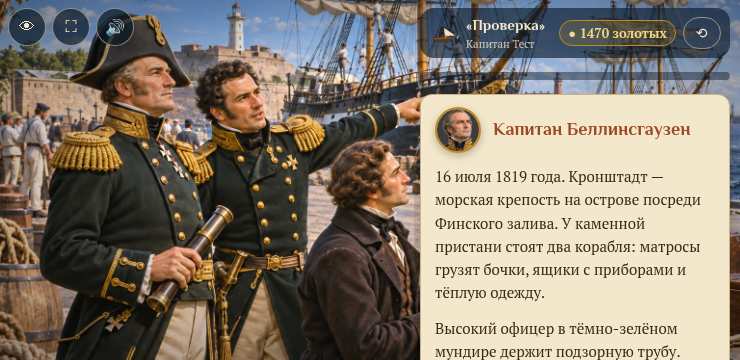 «Проверка»
Капитан Тест
● 1470 золотых
Капитан Беллинсгаузен
16 июля 1819 года. Кронштадт —
морская крепость на острове посреди
Финского залива. У каменной
пристани стоят два корабля: матросы
грузят бочки, ящики с приборами и
тёплую одежду.
Высокий офицер в тёмно-зелёном
мундире держит подзорную трубу.